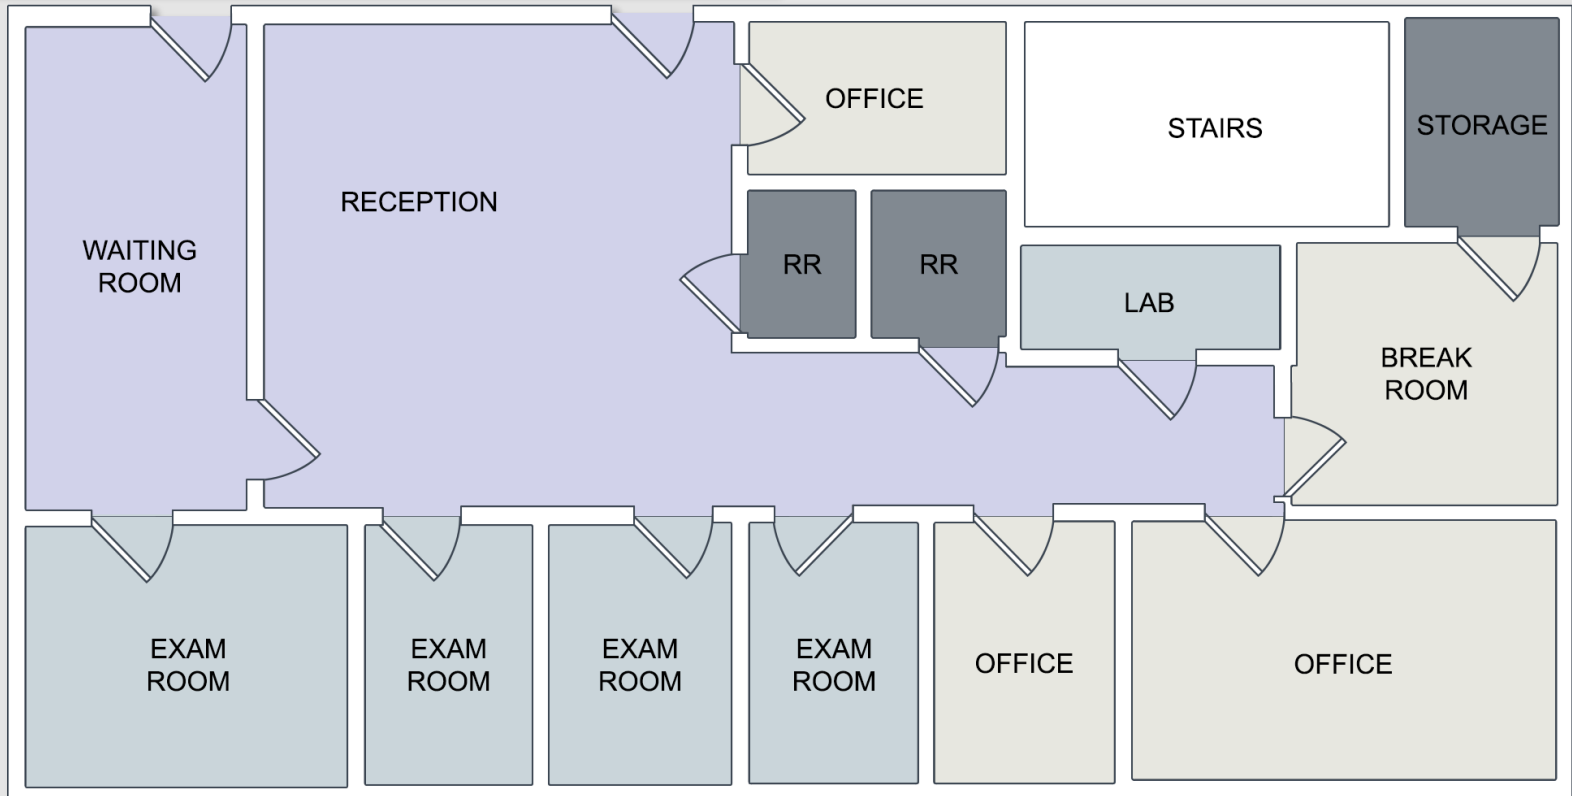 OFFICE
STAIRS
STORAGE
RECEPTION
WAITING
ROOM
RR
RR
LAB
BREAK
ROOM
EXAM
ROOM
EXAM
ROOM
EXAM
ROOM
EXAM
ROOM
OFFICE
OFFICE